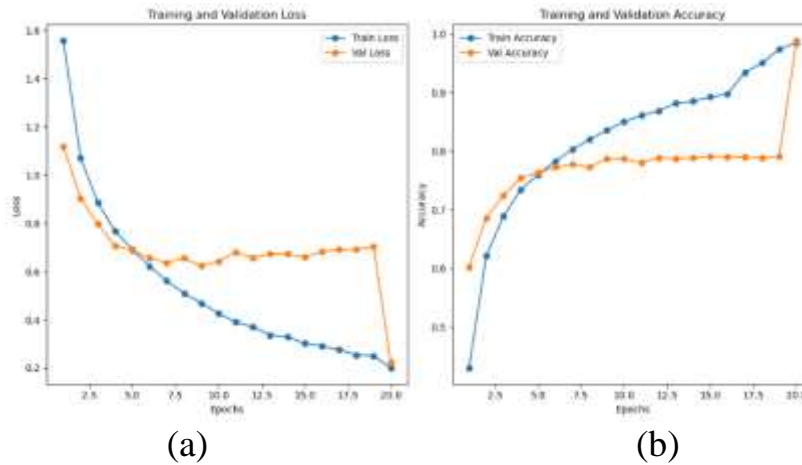 Training and Validation Loss
Train Loss
Val Loss
1.6
1.4
1.2
1.0
0.8
0.6
0.4
0.2
Loss
2.5 5.0 7.5 10.0 12.5 15.0 17.5 20.0
Epochs
(a)
Training and Validation Accuracy
Train Accuracy
Val Accuracy
1.0
0.9
0.8
0.7
0.6
0.5
Accuracy
2.5 5.0 7.5 10.0 12.5 15.0 17.5 20.0
Epochs
(b)